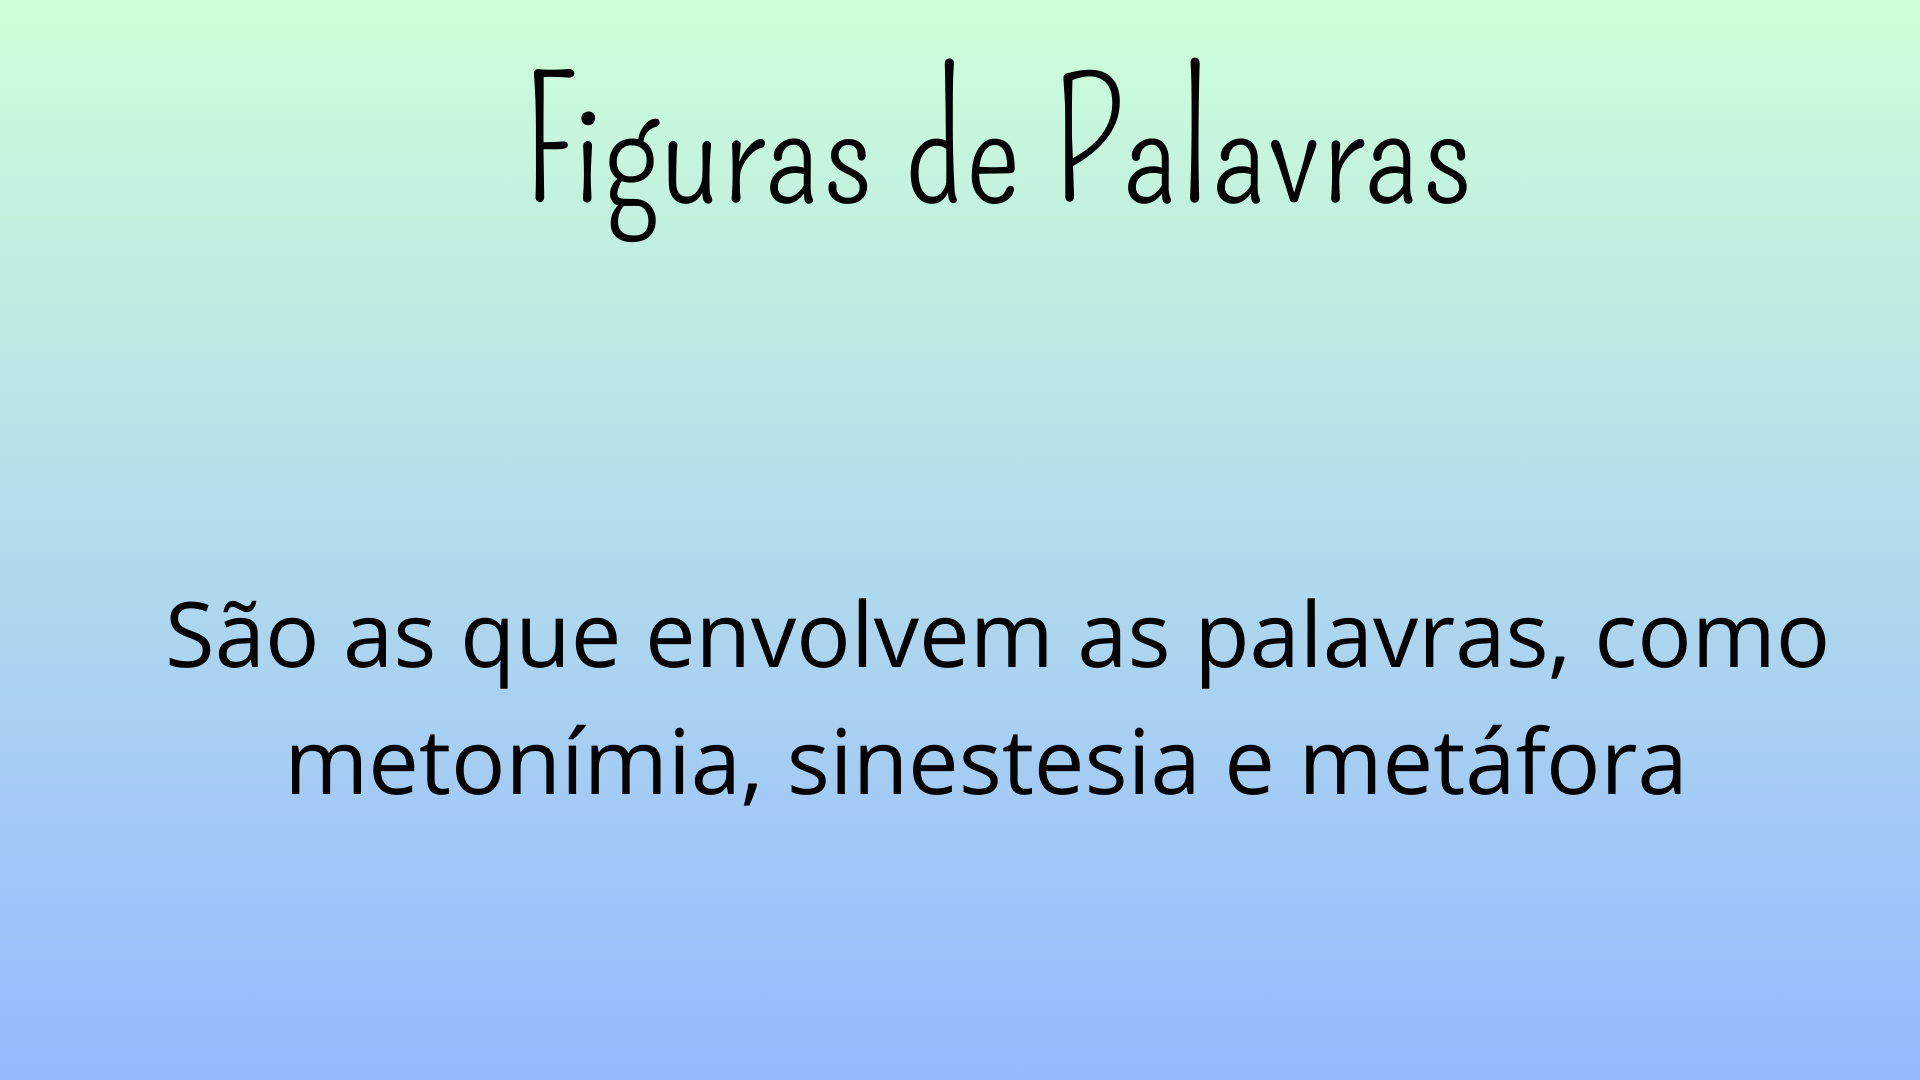 Figuras de Palavras
São as que envolvem as palavras, como
metonímia, sinestesia e metáfora